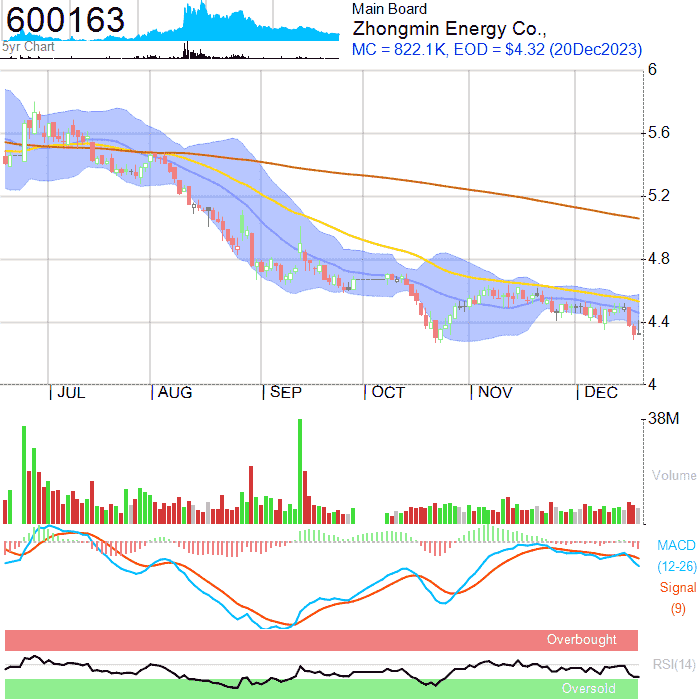 600163
5yr Chart
Main Board
Zhongmin Energy Co.,
MC = 822.1K, EOD = $4.32 (20Dec2023)
6
5.6
5.2
4.8
4.4
4
JUL AUG SEP OCT NOV DEC
38M
Volume
MACD
(12-26)
Signal
(9)
Overbought
RSI(14)
Oversold